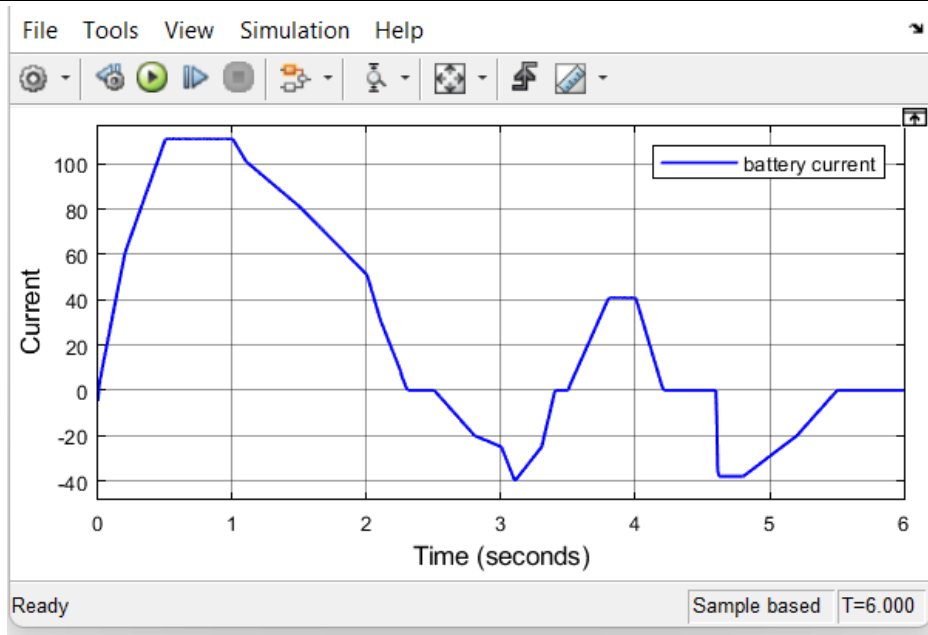 File Tools View Simulation Help
battery current
100
80
60
40
20
0
-20
-40
Current
0 1 2 3 4 5 6
Time (seconds)
Ready Sample based T=6.000